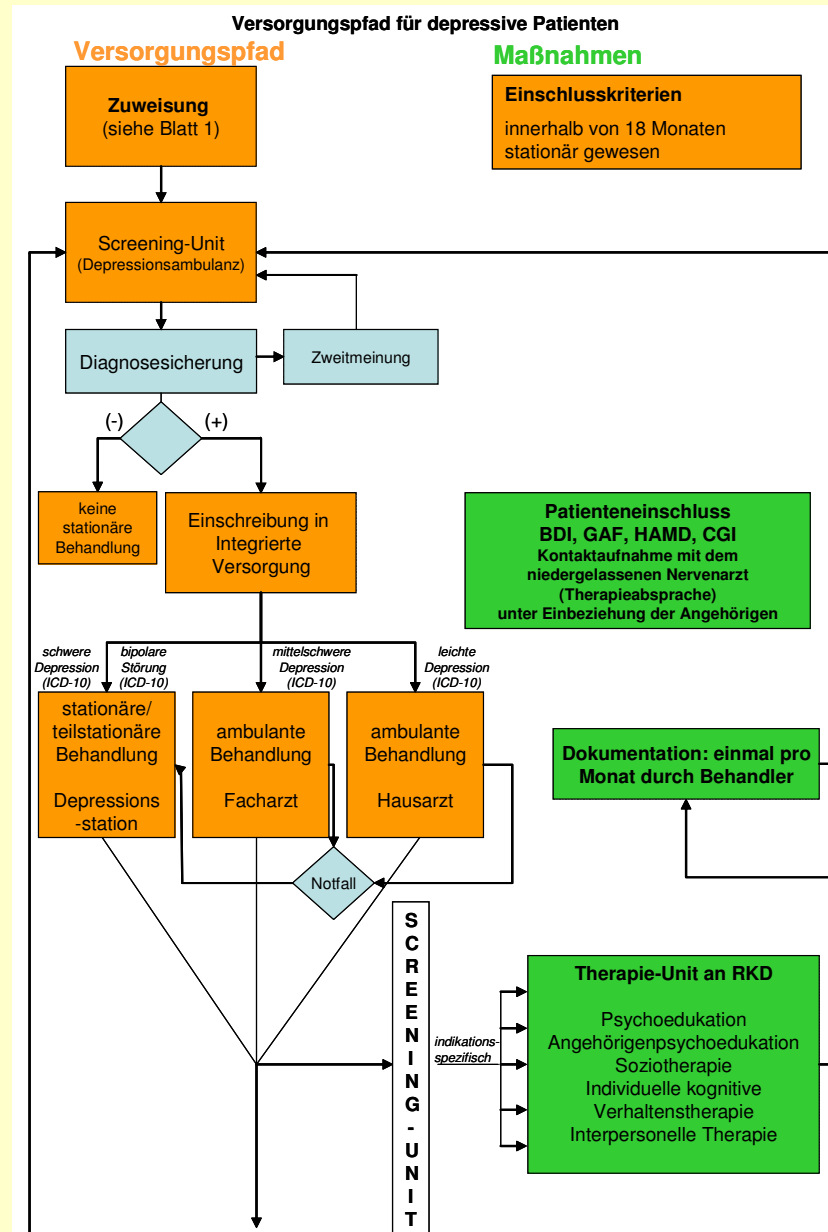 Versorgungspfad für depressive Patienten
Versorgungspfad
Maßnahmen
Zuweisung
(siehe Blatt 1)
Einschlusskriterien
innerhalb von 18 Monaten
stationär gewesen
Screening-Unit
(Depressionsambulanz)
Diagnosesicherung
Zweitmeinung
(-)
(+)
keine
stationäre
Behandlung
Einschreibung in
Integrierte
Versorgung
Patienteneinschluss
BDI, GAF, HAMD, CGI
Kontaktaufnahme mit dem
niedergelassenen Nervenarzt
(Therapieabsprache)
unter Einbeziehung der Angehörigen
schwere
Depression
(ICD-10)
bipolare
Störung
(ICD-10)
mittelschwere
Depression
(ICD-10)
leichte
Depression
(ICD-10)
stationäre/
teilstationäre
Behandlung
Depressions
-station
ambulante
Behandlung
Facharzt
ambulante
Behandlung
Hausarzt
Dokumentation: einmal pro
Monat durch Behandler
Notfall
S
C
R
E
E
N
I
N
G
-
U
N
I
T
indikations-
spezifisch
Therapie-Unit an RKD
Psychoedukation
Angehörigenpsychoedukation
Soziotherapie
Individuelle kognitive
Verhaltenstherapie
Interpersonelle Therapie